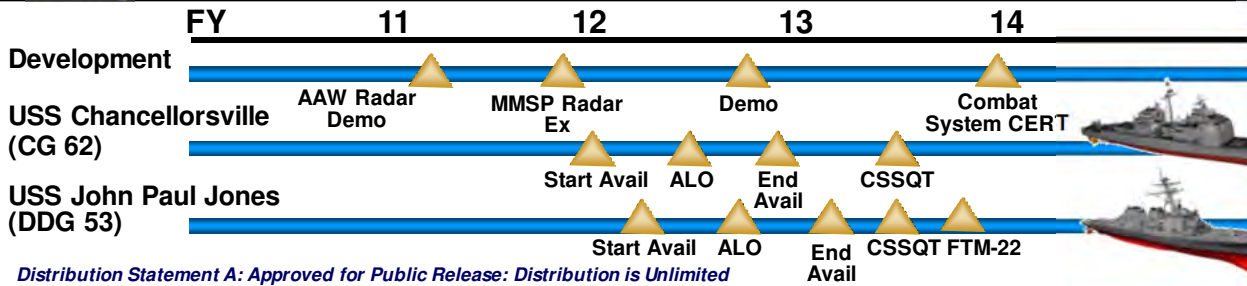 FY 11 12 13 14
Development
AAW Radar
Demo
MMSP Radar
Ex
Demo
Combat
System CERT
USS Chancellorsville
(CG 62)
Start Avail
ALO
End
Avail
CSSQT
USS John Paul Jones
(DDG 53)
Start Avail
ALO
End
Avail
CSSQT
FTM-22
Distribution Statement A: Approved for Public Release: Distribution is Unlimited